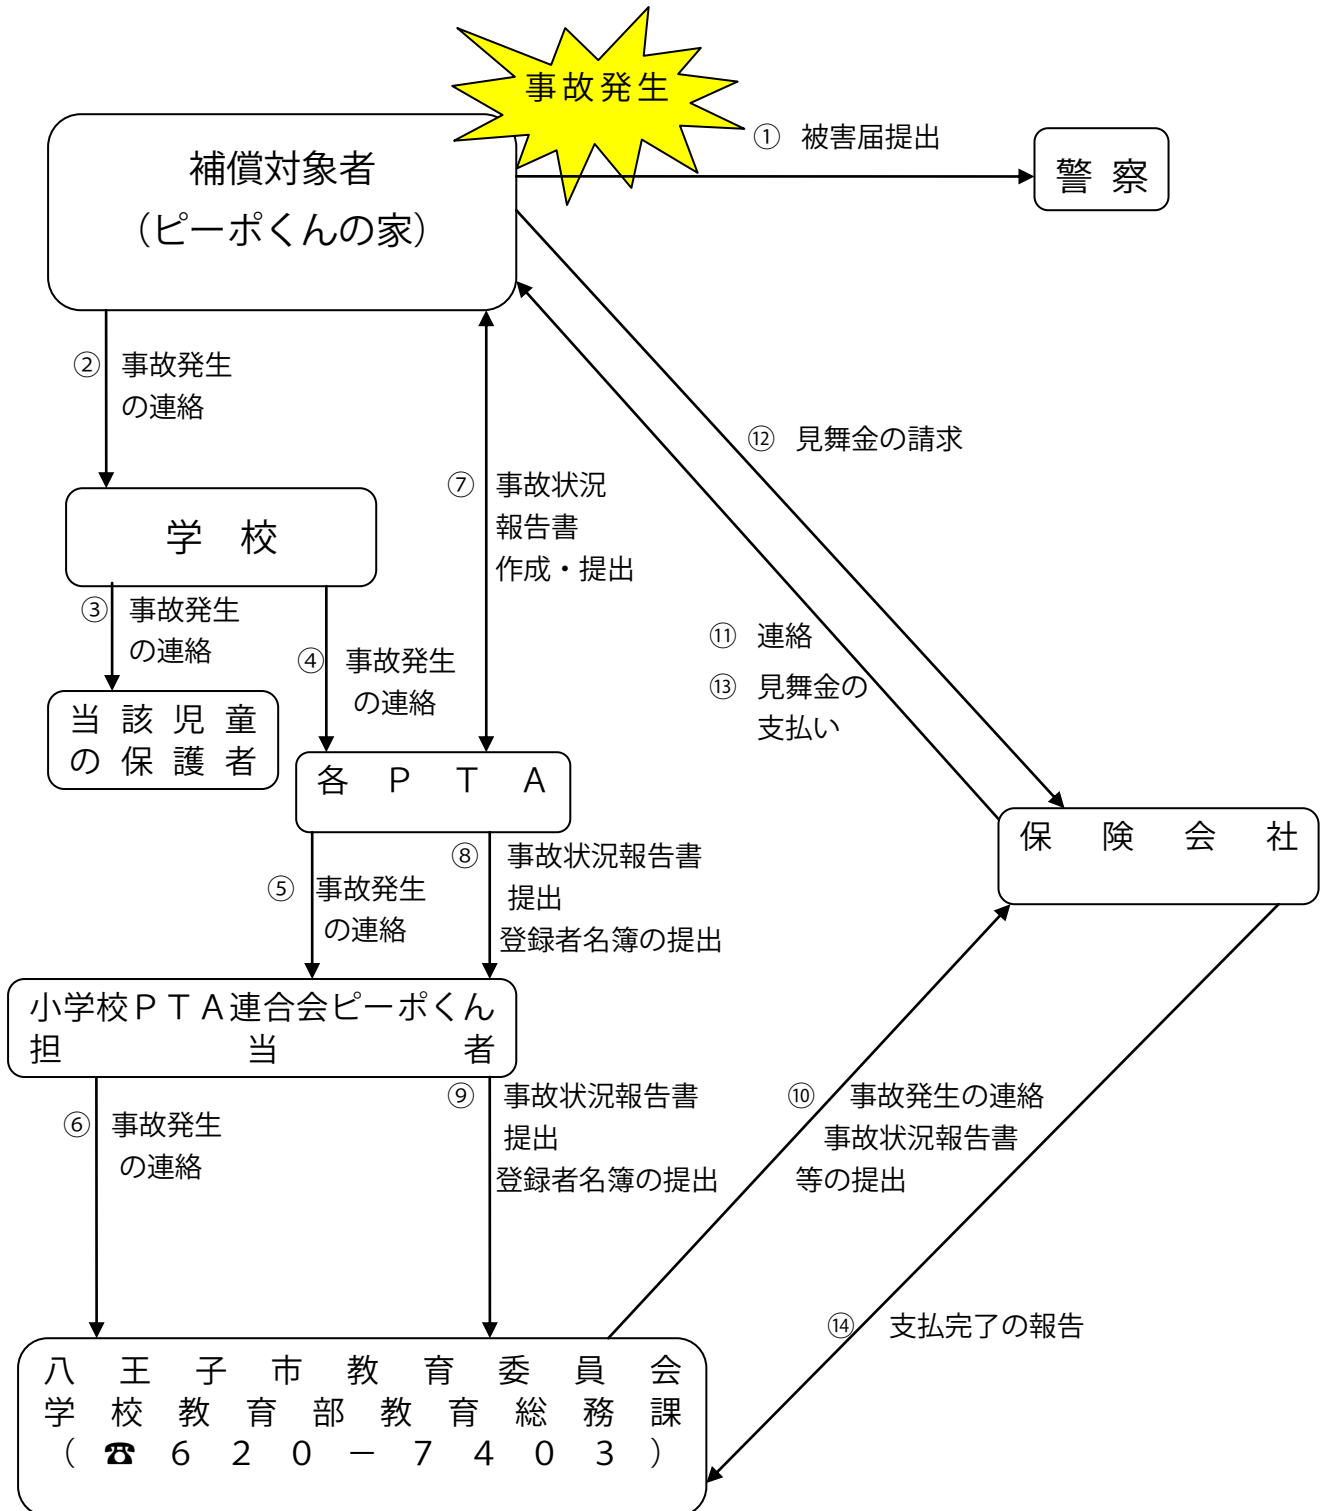 事故発生
① 被害届提出
警察
補償対象者
（ピーポくんの家）
② 事故発生
の連絡
⑫ 見舞金の請求
⑦ 事故状況
報告書
作成・提出
学校
③ 事故発生
の連絡
④ 事故発生
の連絡
⑪ 連絡
⑬ 見舞金の
支払い
当該児童
の保護者
各ＰＴＡ
保険会社
⑧ 事故状況報告書
提出
登録者名簿の提出
⑤ 事故発生
の連絡
小学校ＰＴＡ連合会ピーポくん
担当者
⑨ 事故状況報告書
提出
登録者名簿の提出
⑥ 事故発生
の連絡
⑩ 事故発生の連絡
事故状況報告書
等の提出
⑭ 支払完了の報告
八王子市教育委員会
学校教育部教育総務課
（☎６２０－７４０３）